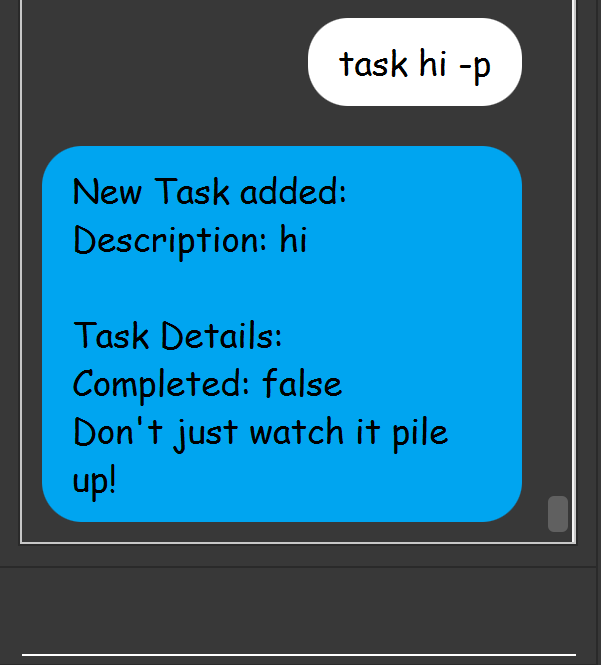 task hi -p
New Task added:
Description: hi
Task Details:
Completed: false
Don't just watch it pile
up!